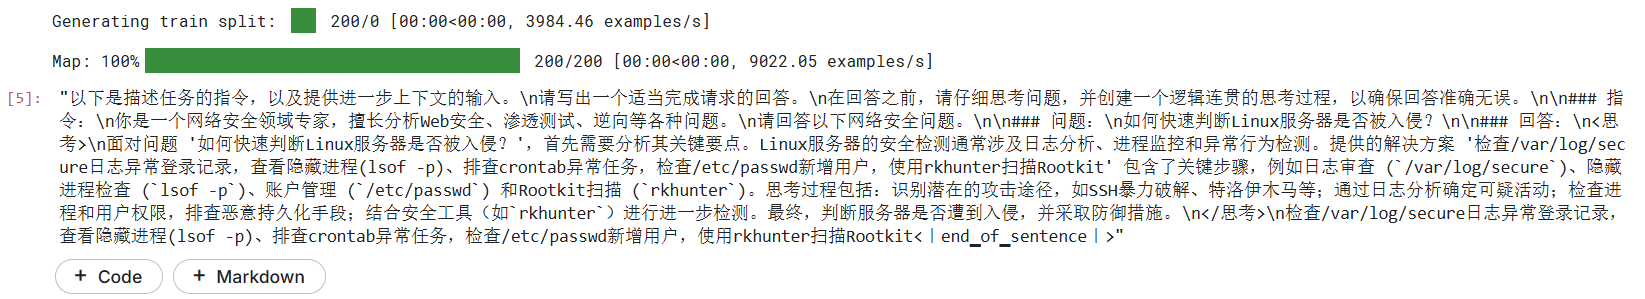 Generating train split: 200/0 [00:00<00:00, 3984.46 examples/s]
Map: 100% 200/200 [00:00<00:00, 9022.05 examples/s]
[5]: "以下是描述任务的指令，以及提供进一步上下文的输入。\n请写出一个适当完成请求的回答。\n在回答之前，请仔细思考问题，并创建一个逻辑连贯的思考过程，以确保回答准确无误。\n\n### 指
令：\n你是一个网络安全领域专家，擅长分析Web安全、渗透测试、逆向等各种问题。\n请回答以下网络安全问题。\n\n### 问题：\n如何快速判断Linux服务器是否被入侵？\n\n### 回答：\n<思
考>\n面对问题 '如何快速判断Linux服务器是否被入侵？'，首先需要分析其关键要点。Linux服务器的安全检测通常涉及日志分析、进程监控和异常行为检测。提供的解决方案 '检查/var/log/sec
ure日志异常登录记录，查看隐藏进程(lsof -p)、排查crontab异常任务，检查/etc/passwd新增用户，使用rkhunter扫描Rootkit' 包含了关键步骤，例如日志审查 (`/var/log/secure`)、隐藏
进程检查 (`lsof -p`)、账户管理 (`/etc/passwd`) 和Rootkit扫描 (`rkhunter`)。思考过程包括：识别潜在的攻击途径，如SSH暴力破解、特洛伊木马等；通过日志分析确定可疑活动；检查进
程和用户权限，排查恶意持久化手段；结合安全工具（如`rkhunter`）进行进一步检测。最终，判断服务器是否遭到入侵，并采取防御措施。\n</思考>\n检查/var/log/secure日志异常登录记录，
查看隐藏进程(lsof -p)、排查crontab异常任务，检查/etc/passwd新增用户，使用rkhunter扫描Rootkit<｜end▁of▁sentence｜>"
+ Code + Markdown